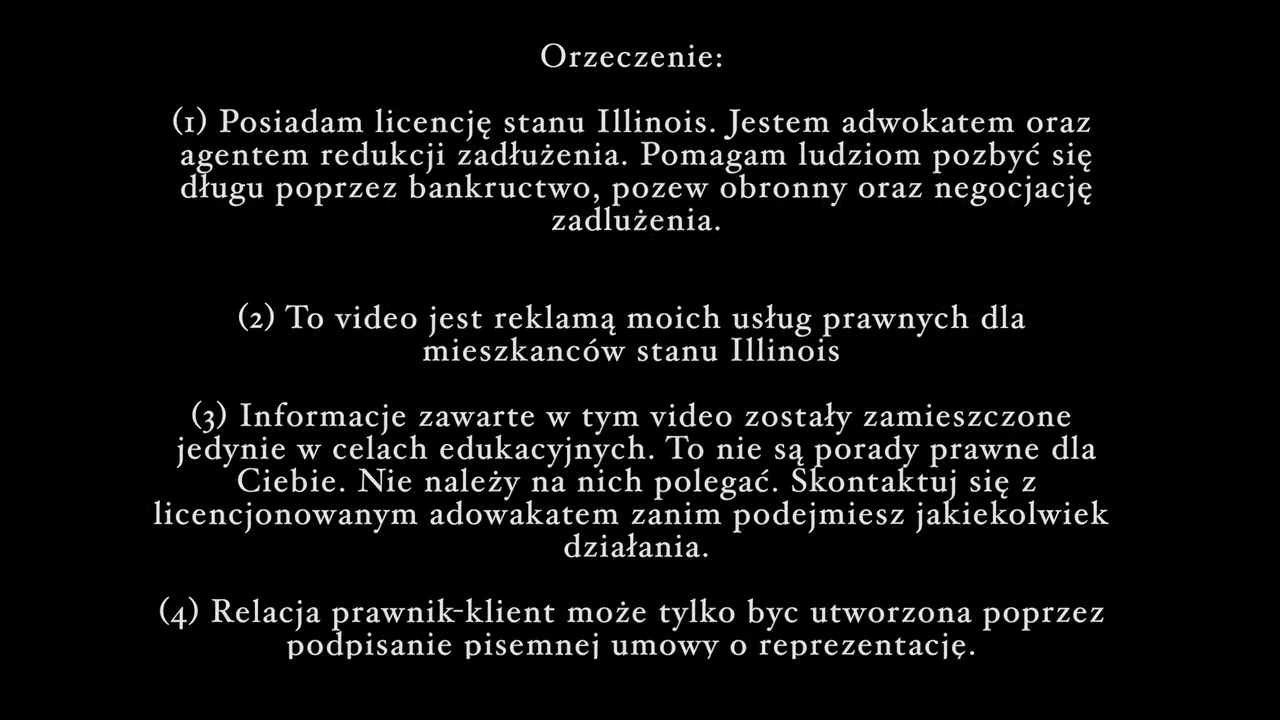 Orzeczenie:
(1) Posiadam licencję stanu Illinois. Jestem adwokatem oraz
agentem redukcji zadłużenia. Pomagam ludziom pozbyć się
długu poprzez bankructwo, pozew obronny oraz negocjację
zadlużenia.
(2) To video jest reklamą moich usług prawnych dla
mieszkanców stanu Illinois
(3) Informacje zawarte w tym video zostały zamieszczone
jedynie w celach edukacyjnych. To nie są porady prawne dla
Ciebie. Nie należy na nich polegać. Skontaktuj się z
licencjonowanym adowakatem zanim podejmiesz jakiekolwiek
działania.
(4) Relacja prawnik-klient może tylko byc utworzona poprzez
podpisanie pisemnej umowy o reprezentację.